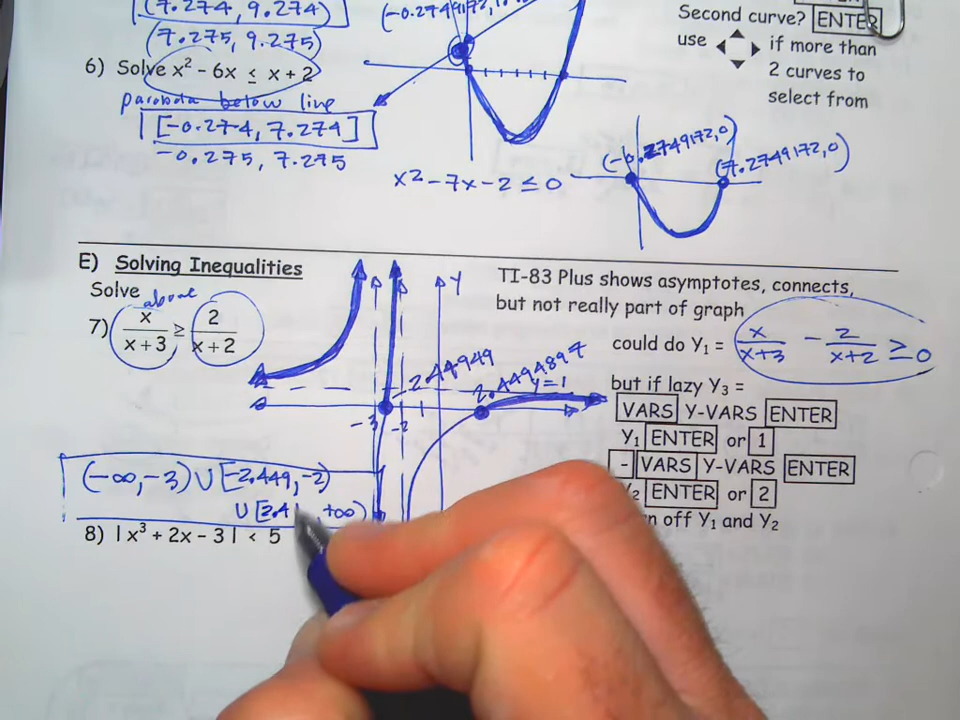 (7.274, 9.274)
(7.275, 9.275)
Second curve? ENTER
use if more than
2 curves to
select from
6) Solve x² - 6x ≤ x + 2
parabola below line
[-0.274, 7.274]
-0.275, 7.275
x² - 7x - 2 ≤ 0
(-0.2749172, 0)
(7.2749172, 0)
E) Solving Inequalities
Solve
above
7) x/(x + 3) ≥ 2/(x + 2)
Y
-2.44949
2.4494897
y = 1
-3
-2
TI-83 Plus shows asymptotes, connects,
but not really part of graph
could do Y₁ = x/(x+3) - 2/(x+2) ≥ 0
but if lazy Y₃ =
VARS Y-VARS ENTER
Y₁ ENTER or 1
- VARS Y-VARS ENTER
ENTER or 2
off Y₁ and Y₂
(-∞, -3) ∪ [-2.449, -2)
∪ [2.4 , +∞)
8) | x³ + 2x - 3 | < 5